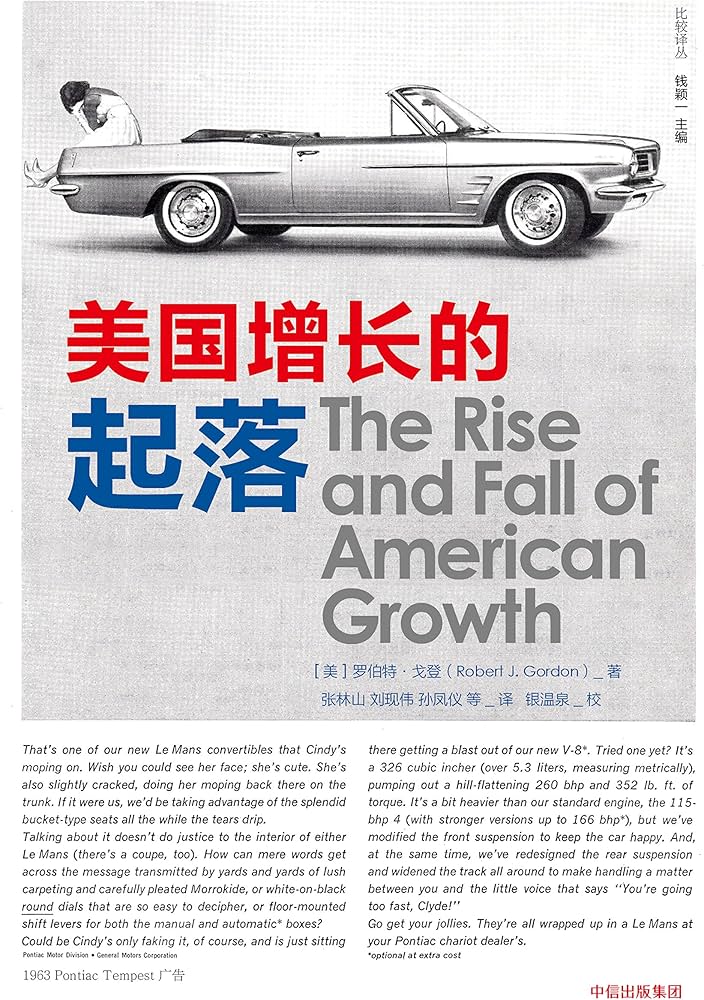 比较译丛 钱颖一 主编
美国增长的
起落
The Rise
and Fall of
American
Growth
[美]罗伯特·戈登(Robert J. Gordon)_著
张林山 刘现伟 孙凤仪 等_译 银温泉_校
That's one of our new Le Mans convertibles that Cindy's
moping on. Wish you could see her face; she's cute. She's
also slightly cracked, doing her moping back there on the
trunk. If it were us, we'd be taking advantage of the splendid
bucket-type seats all the while the tears drip.
Talking about it doesn't do justice to the interior of either
Le Mans (there's a coupe, too). How can mere words get
across the message transmitted by yards and yards of lush
carpeting and carefully pleated Morrokide, or white-on-black
round dials that are so easy to decipher, or floor-mounted
shift levers for both the manual and automatic* boxes?
Could be Cindy's only faking it, of course, and is just sitting
Pontiac Motor Division • General Motors Corporation
there getting a blast out of our new V-8*. Tried one yet? It's
a 326 cubic incher (over 5.3 liters, measuring metrically),
pumping out a hill-flattening 260 bhp and 352 lb. ft. of
torque. It's a bit heavier than our standard engine, the 115-
bhp 4 (with stronger versions up to 166 bhp*), but we've
modified the front suspension to keep the car happy. And,
at the same time, we've redesigned the rear suspension
and widened the track all around to make handling a matter
between you and the little voice that says "You're going
too fast, Clyde!"
Go get your jollies. They're all wrapped up in a Le Mans at
your Pontiac chariot dealer's.
*optional at extra cost
1963 Pontiac Tempest 广告
中信出版集团